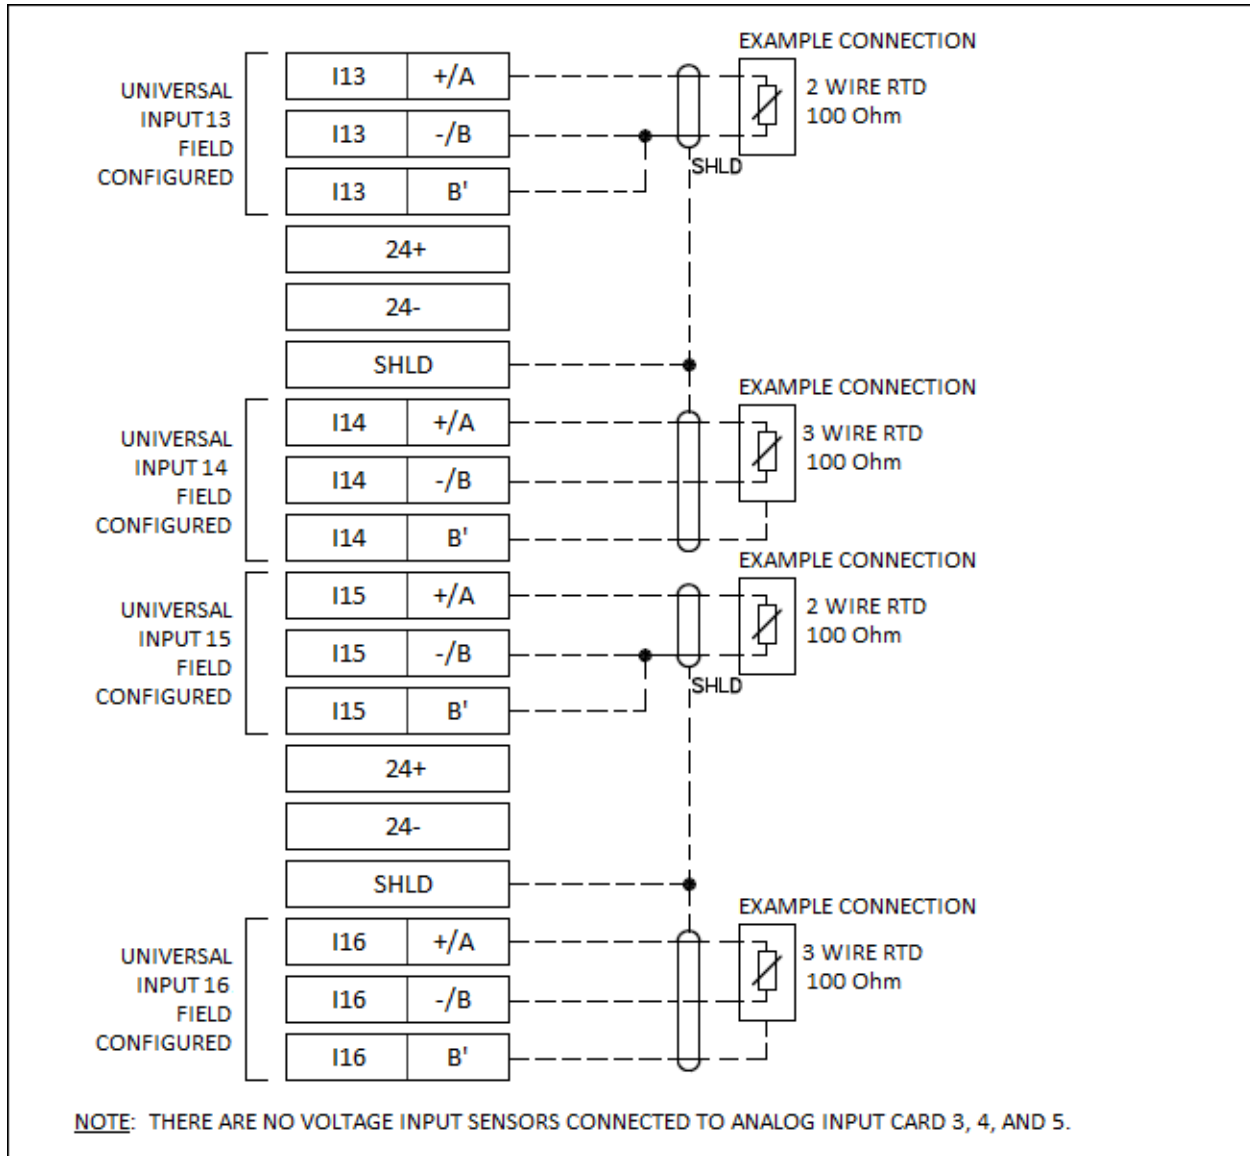 EXAMPLE CONNECTION
UNIVERSAL
INPUT 13
FIELD
CONFIGURED
I13 +/A
I13 -/B
I13 B'
2 WIRE RTD
100 Ohm
SHLD
24+
24-
SHLD
EXAMPLE CONNECTION
UNIVERSAL
INPUT 14
FIELD
CONFIGURED
I14 +/A
I14 -/B
I14 B'
3 WIRE RTD
100 Ohm
EXAMPLE CONNECTION
UNIVERSAL
INPUT 15
FIELD
CONFIGURED
I15 +/A
I15 -/B
I15 B'
2 WIRE RTD
100 Ohm
SHLD
24+
24-
SHLD
EXAMPLE CONNECTION
UNIVERSAL
INPUT 16
FIELD
CONFIGURED
I16 +/A
I16 -/B
I16 B'
3 WIRE RTD
100 Ohm
NOTE: THERE ARE NO VOLTAGE INPUT SENSORS CONNECTED TO ANALOG INPUT CARD 3, 4, AND 5.